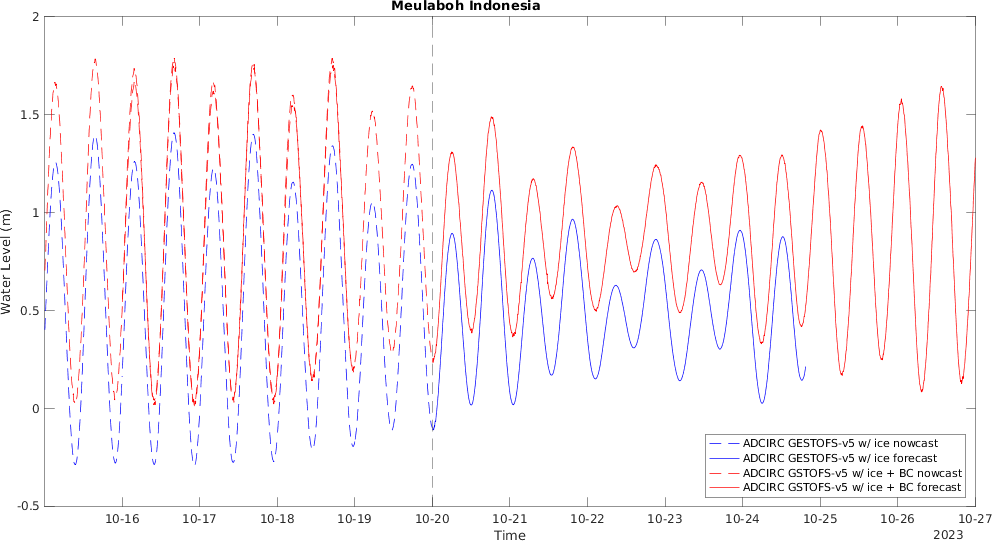 Meulaboh Indonesia
Water Level (m)
2
1.5
1
0.5
0
-0.5
10-16
10-17
10-18
10-19
10-20
10-21
10-22
10-23
10-24
10-25
10-26
10-27
Time
2023
ADCIRC GESTOFS-v5 w/ ice nowcast
ADCIRC GESTOFS-v5 w/ ice forecast
ADCIRC GSTOFS-v5 w/ ice + BC nowcast
ADCIRC GSTOFS-v5 w/ ice + BC forecast